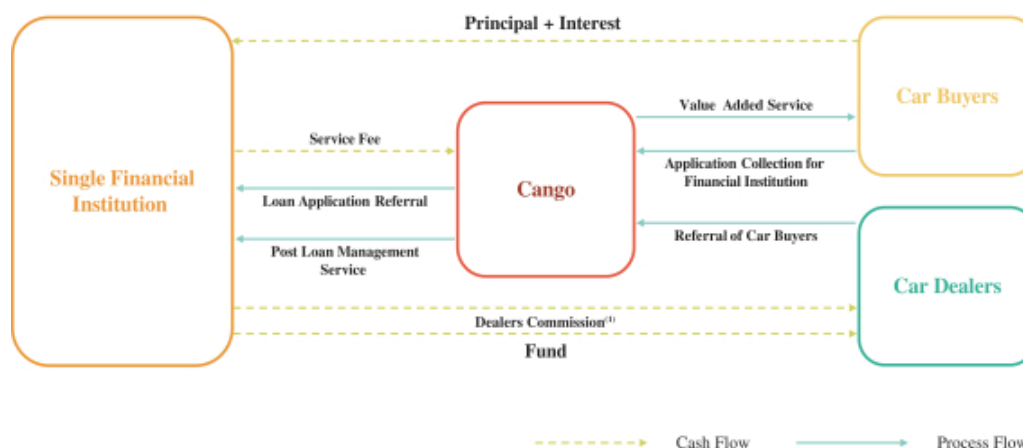 Principal + Interest
Car Buyers
Value Added Service
Service Fee
Application Collection for
Financial Institution
Single Financial
Institution
Cango
Loan Application Referral
Referral of Car Buyers
Post Loan Management
Service
Car Dealers
Dealers Commission(1)
Fund
Cash Flow
Process Flow